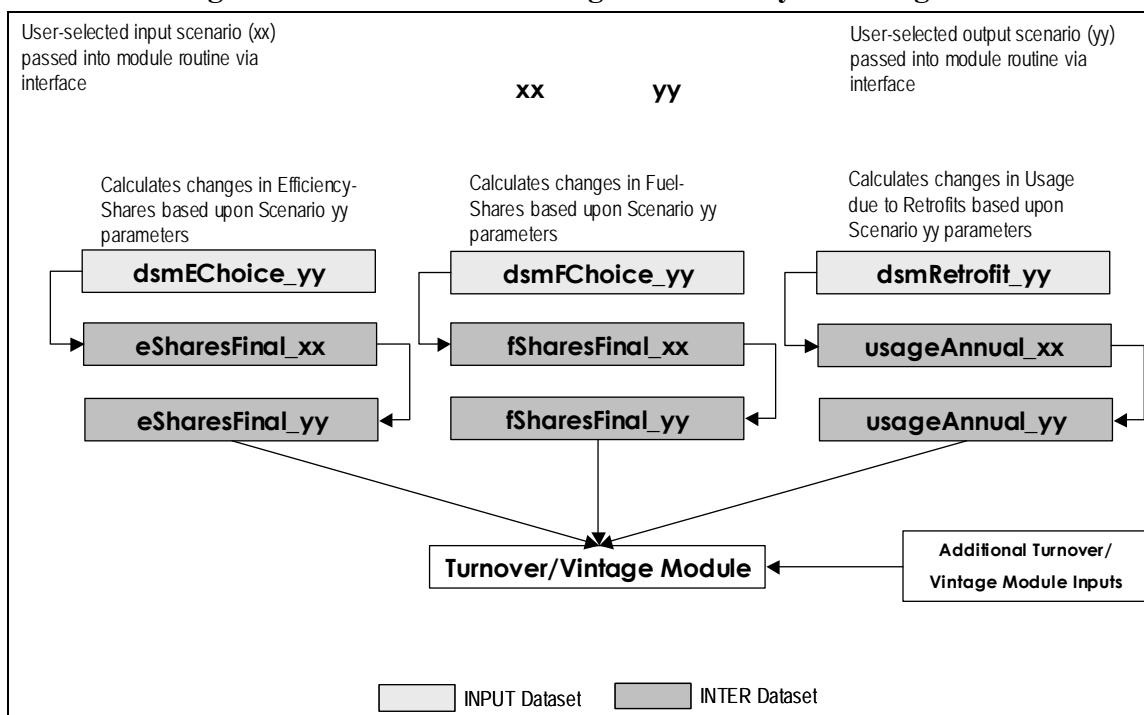 User-selected input scenario (xx)
passed into module routine via
interface
User-selected output scenario (yy)
passed into module routine via
interface
xx
yy
Calculates changes in Efficiency-
Shares based upon Scenario yy
parameters
Calculates changes in Fuel-
Shares based upon Scenario yy
parameters
Calculates changes in Usage
due to Retrofits based upon
Scenario yy parameters
dsmEChoice_yy
dsmFChoice_yy
dsmRetrofit_yy
eSharesFinal_xx
fSharesFinal_xx
usageAnnual_xx
eSharesFinal_yy
fSharesFinal_yy
usageAnnual_yy
Turnover/Vintage Module
Additional Turnover/
Vintage Module Inputs
INPUT Dataset
INTER Dataset